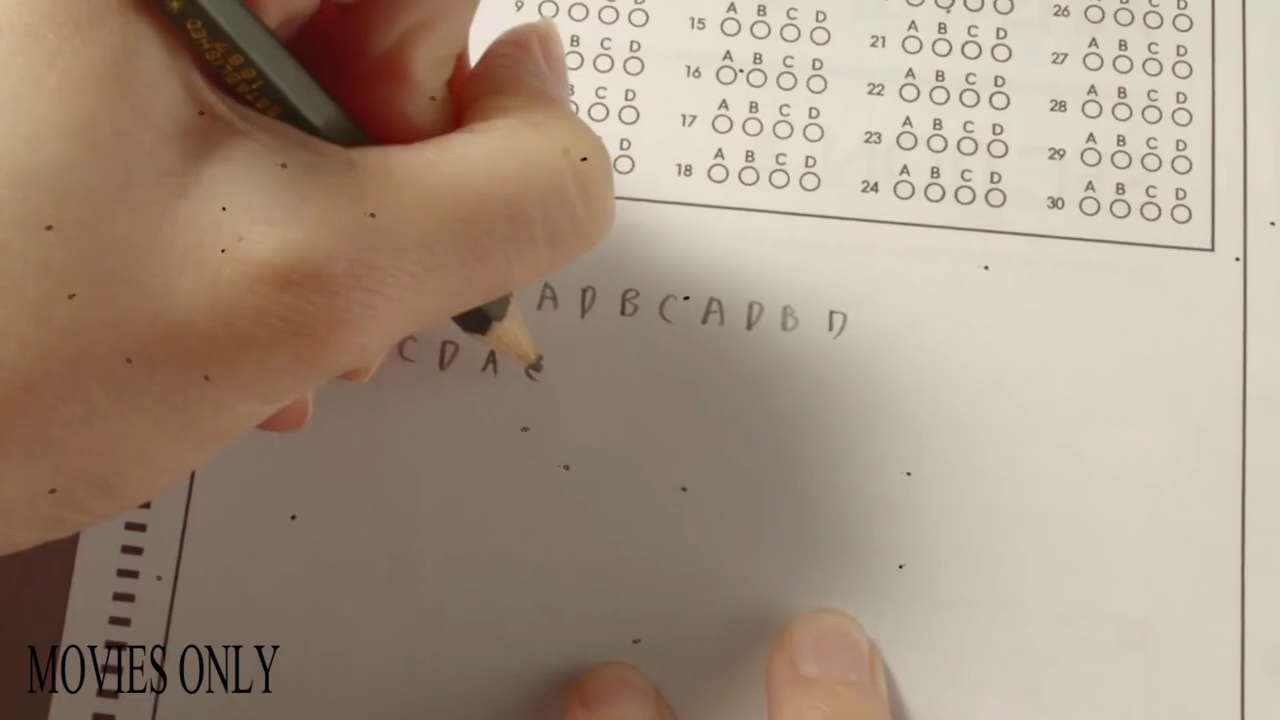 9 D
15 A B C D
21 A B C D
26
B C D
16 A B C D
22 A B C D
27 A B C D
C D
17 A B C D
23 A B C D
28 A B C D
D
18 A B C D
24 A B C D
29 A B C D
30 A B C D
A D B C A D B D
C D A
MOVIES ONLY